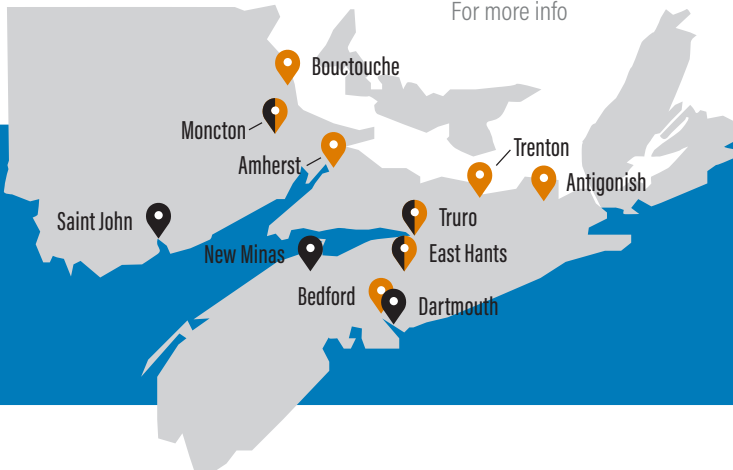 For more info
Bouctouche
Moncton
Amherst
Trenton
Antigonish
Saint John
Truro
New Minas
East Hants
Bedford
Dartmouth